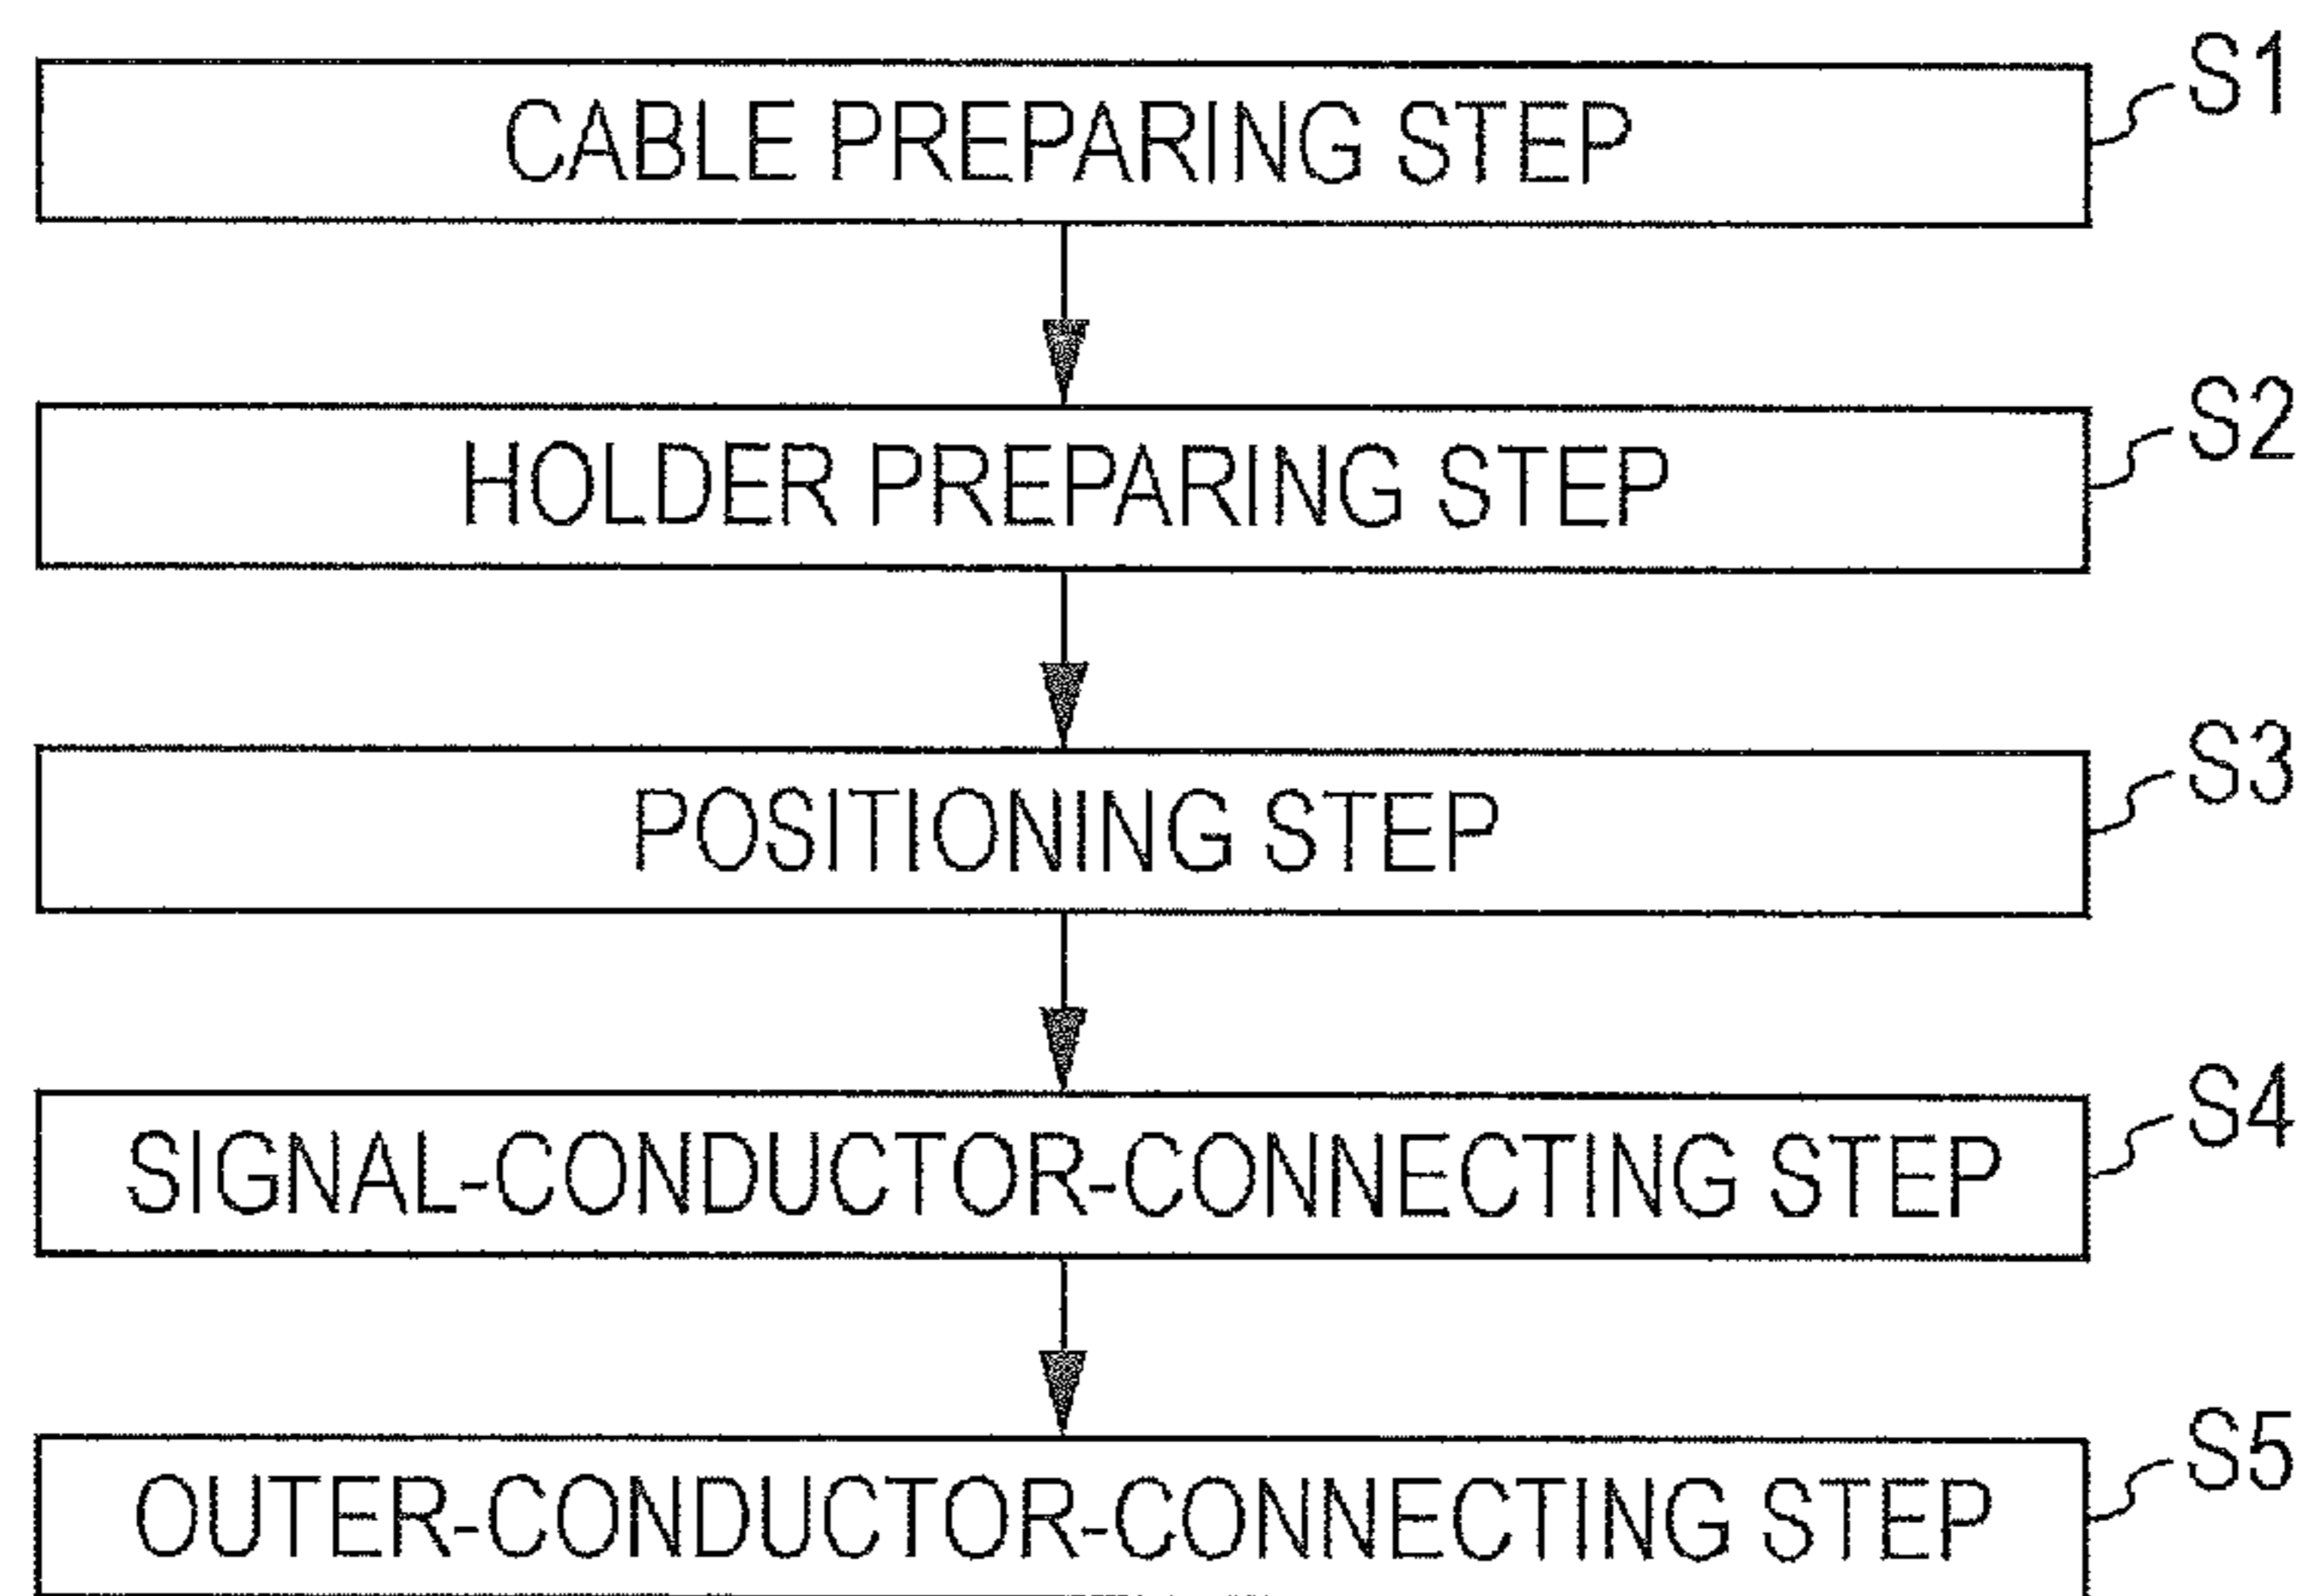 CABLE PREPARING STEP S1
HOLDER PREPARING STEP S2
POSITIONING STEP S3
SIGNAL-CONDUCTOR-CONNECTING STEP S4
OUTER-CONDUCTOR-CONNECTING STEP S5